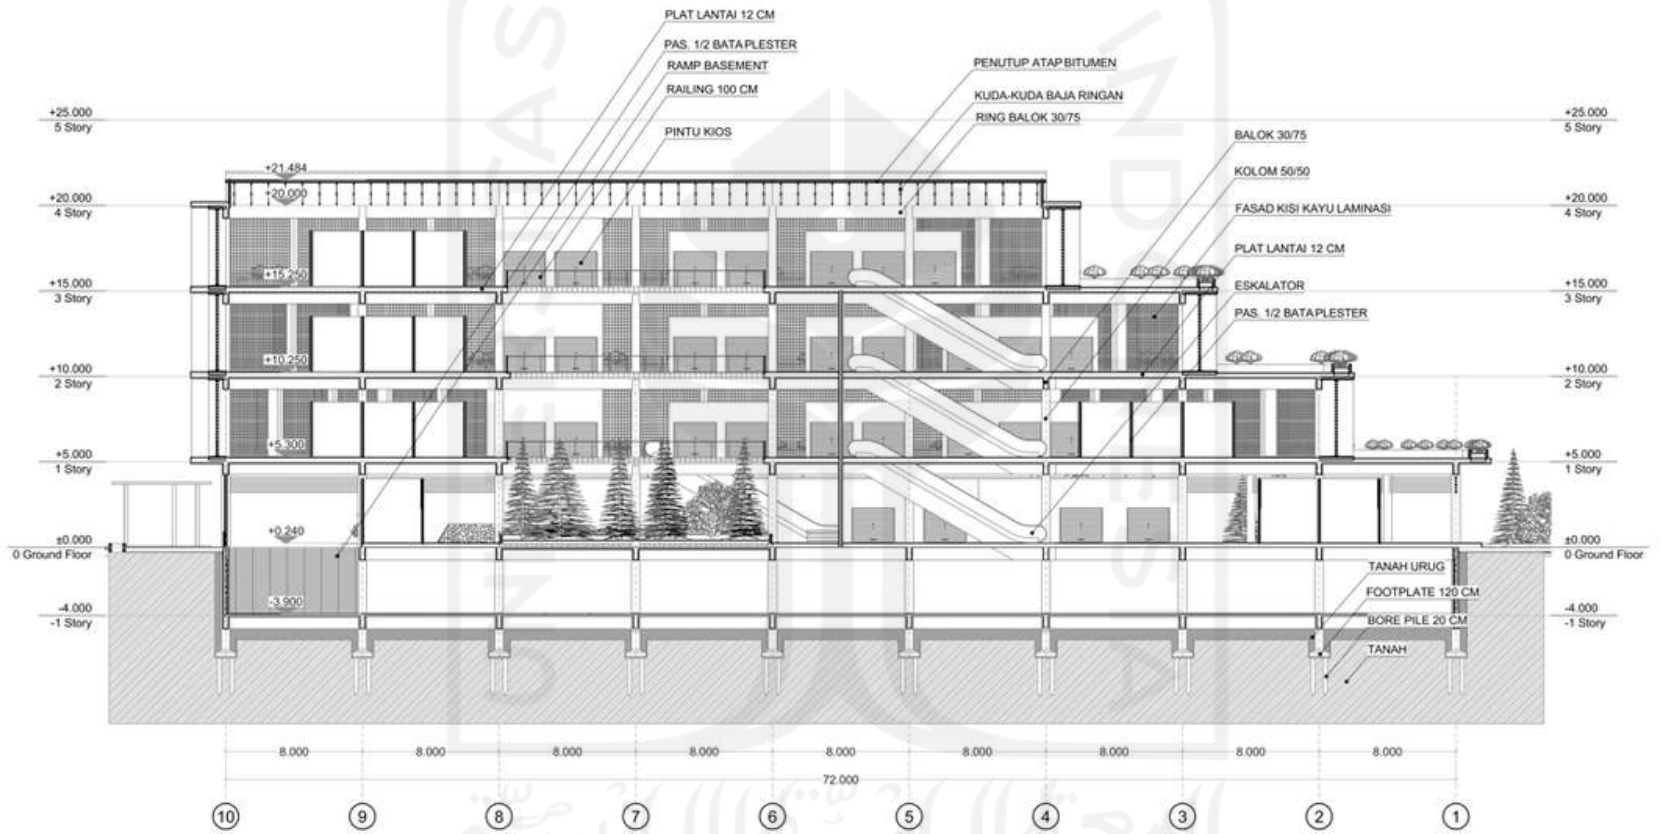 PLAT LANTAI 12 CM
PAS. 1/2 BATA PLESTER
RAMP BASEMENT
RAILING 100 CM
PINTU KIOS
PENUTUP ATAP BITUMEN
KUDA-KUDA BAJA RINGAN
RING BALOK 30/75
BALOK 30/75
KOLOM 50/50
FASAD KISI KAYU LAMINASI
PLAT LANTAI 12 CM
ESKALATOR
PAS. 1/2 BATA PLESTER
+25.000
5 Story
+25.000
5 Story
+21.484
+20.000
+20.000
4 Story
+20.000
4 Story
+15.250
+15.000
3 Story
+15.000
3 Story
+10.250
+10.000
2 Story
+10.000
2 Story
+5.300
+5.000
1 Story
+5.000
1 Story
+0.240
±0.000
0 Ground Floor
±0.000
0 Ground Floor
-3.900
-4.000
-1 Story
-4.000
-1 Story
TANAH URUG
FOOTPLATE 120 CM
BORE PILE 20 CM
TANAH
8.000 8.000 8.000 8.000 8.000 8.000 8.000 8.000 8.000
72.000
10 9 8 7 6 5 4 3 2 1